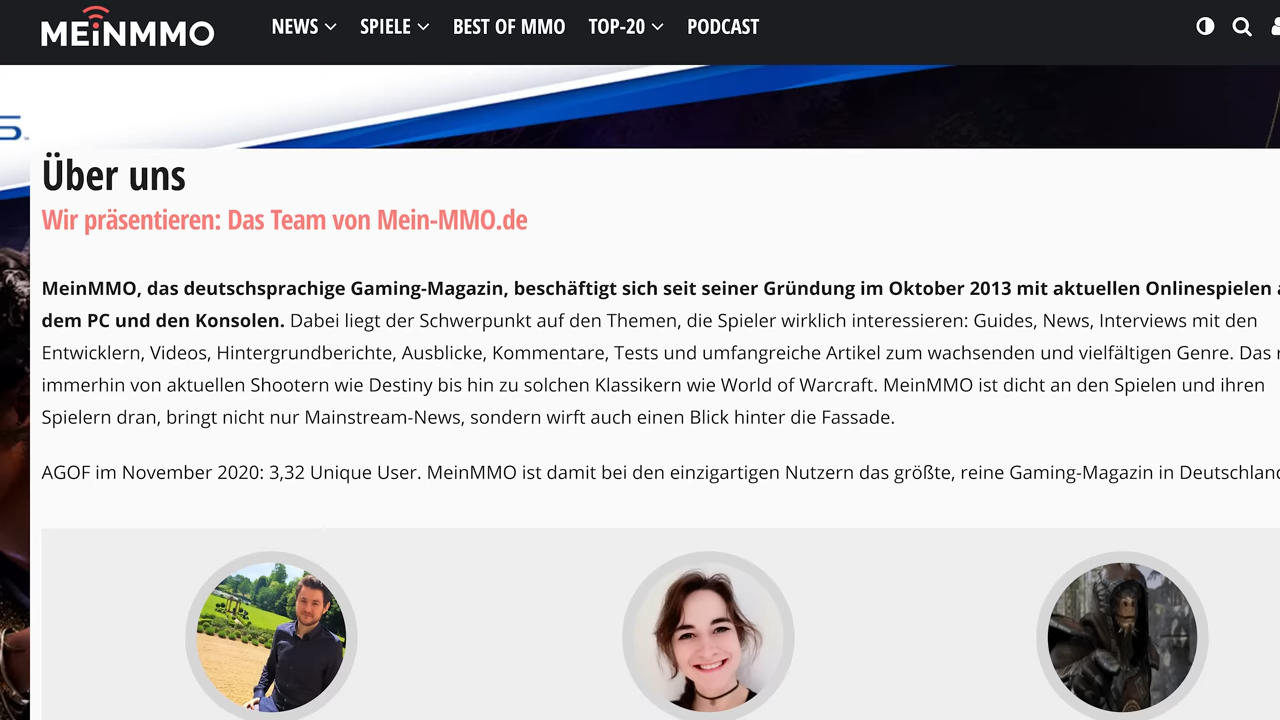 MEiNMMO
NEWS SPIELE BEST OF MMO TOP-20 PODCAST
Über uns
Wir präsentieren: Das Team von Mein-MMO.de
MeinMMO, das deutschsprachige Gaming-Magazin, beschäftigt sich seit seiner Gründung im Oktober 2013 mit aktuellen Onlinespielen
dem PC und den Konsolen. Dabei liegt der Schwerpunkt auf den Themen, die Spieler wirklich interessieren: Guides, News, Interviews mit den
Entwicklern, Videos, Hintergrundberichte, Ausblicke, Kommentare, Tests und umfangreiche Artikel zum wachsenden und vielfältigen Genre. Das
immerhin von aktuellen Shootern wie Destiny bis hin zu solchen Klassikern wie World of Warcraft. MeinMMO ist dicht an den Spielen und ihren
Spielern dran, bringt nicht nur Mainstream-News, sondern wirft auch einen Blick hinter die Fassade.
AGOF im November 2020: 3,32 Unique User. MeinMMO ist damit bei den einzigartigen Nutzern das größte, reine Gaming-Magazin in Deutschland